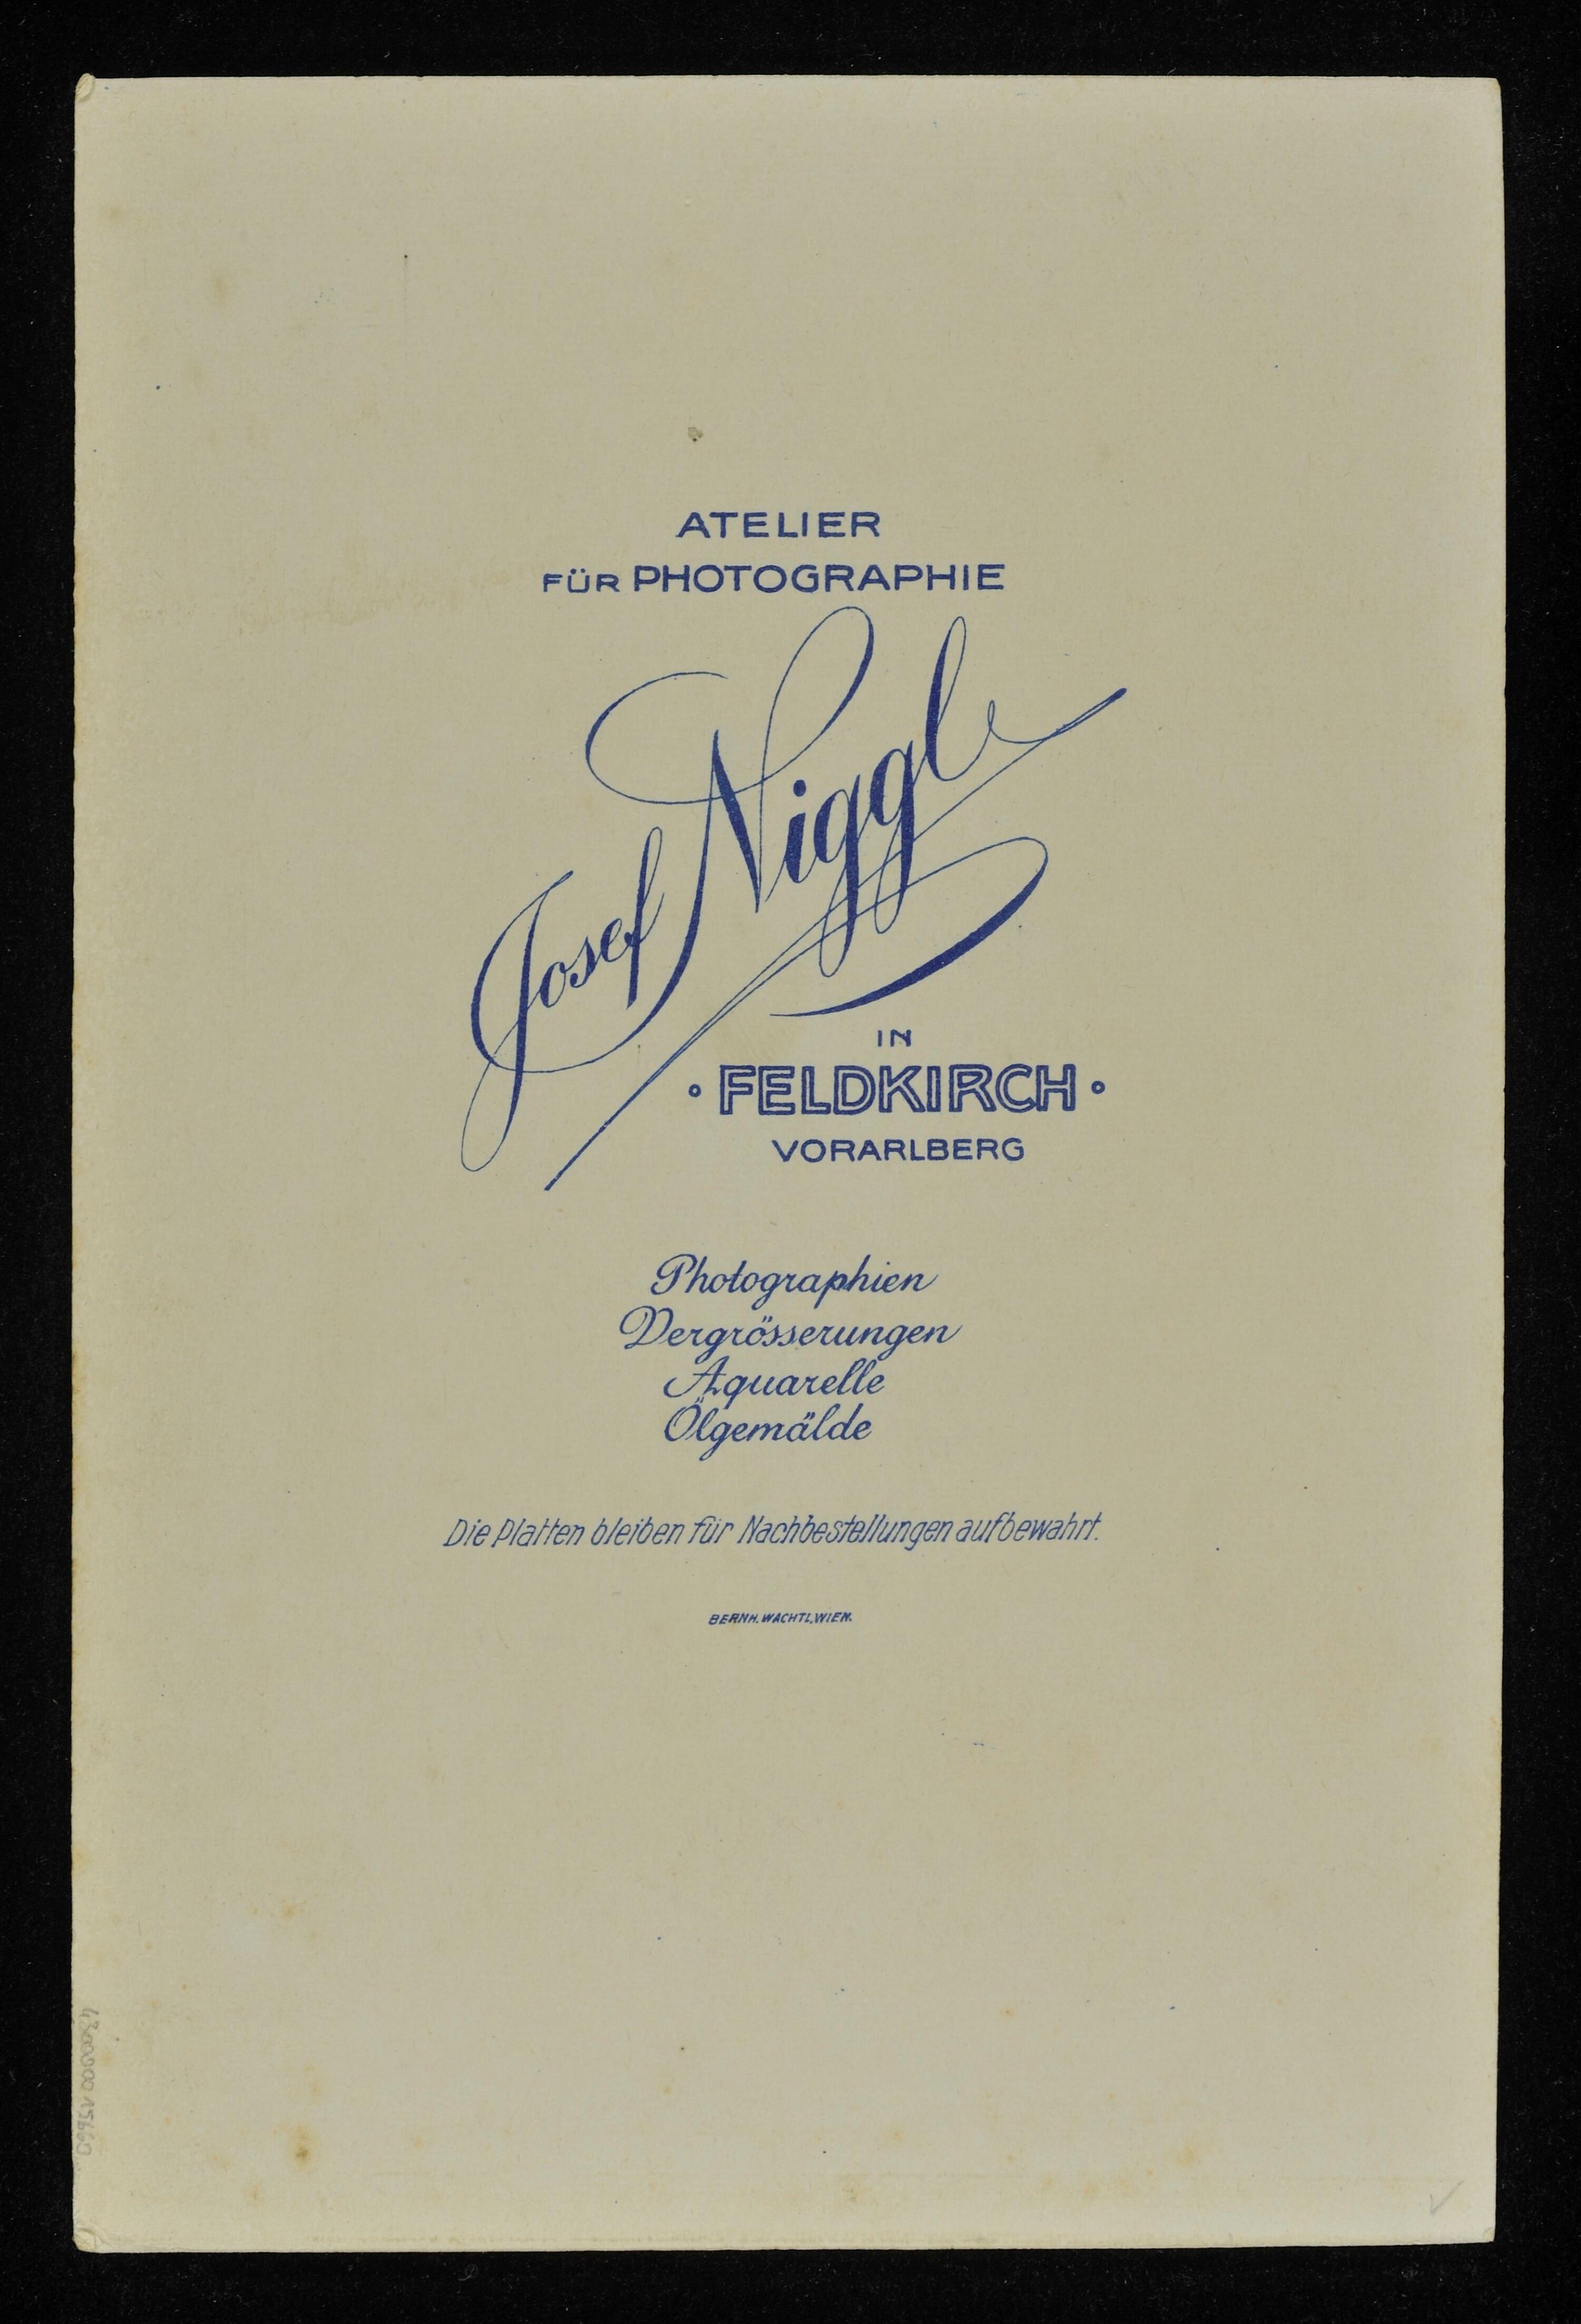 ATELIER
FÜR PHOTOGRAPHIE
Josef Niggl
IN
· FELDKIRCH ·
VORARLBERG
Photographien
Vergrösserungen
Aquarelle
Ölgemälde
Die Platten bleiben für Nachbestellungen aufbewahrt.
BERNH. WACHTL, WIEN.